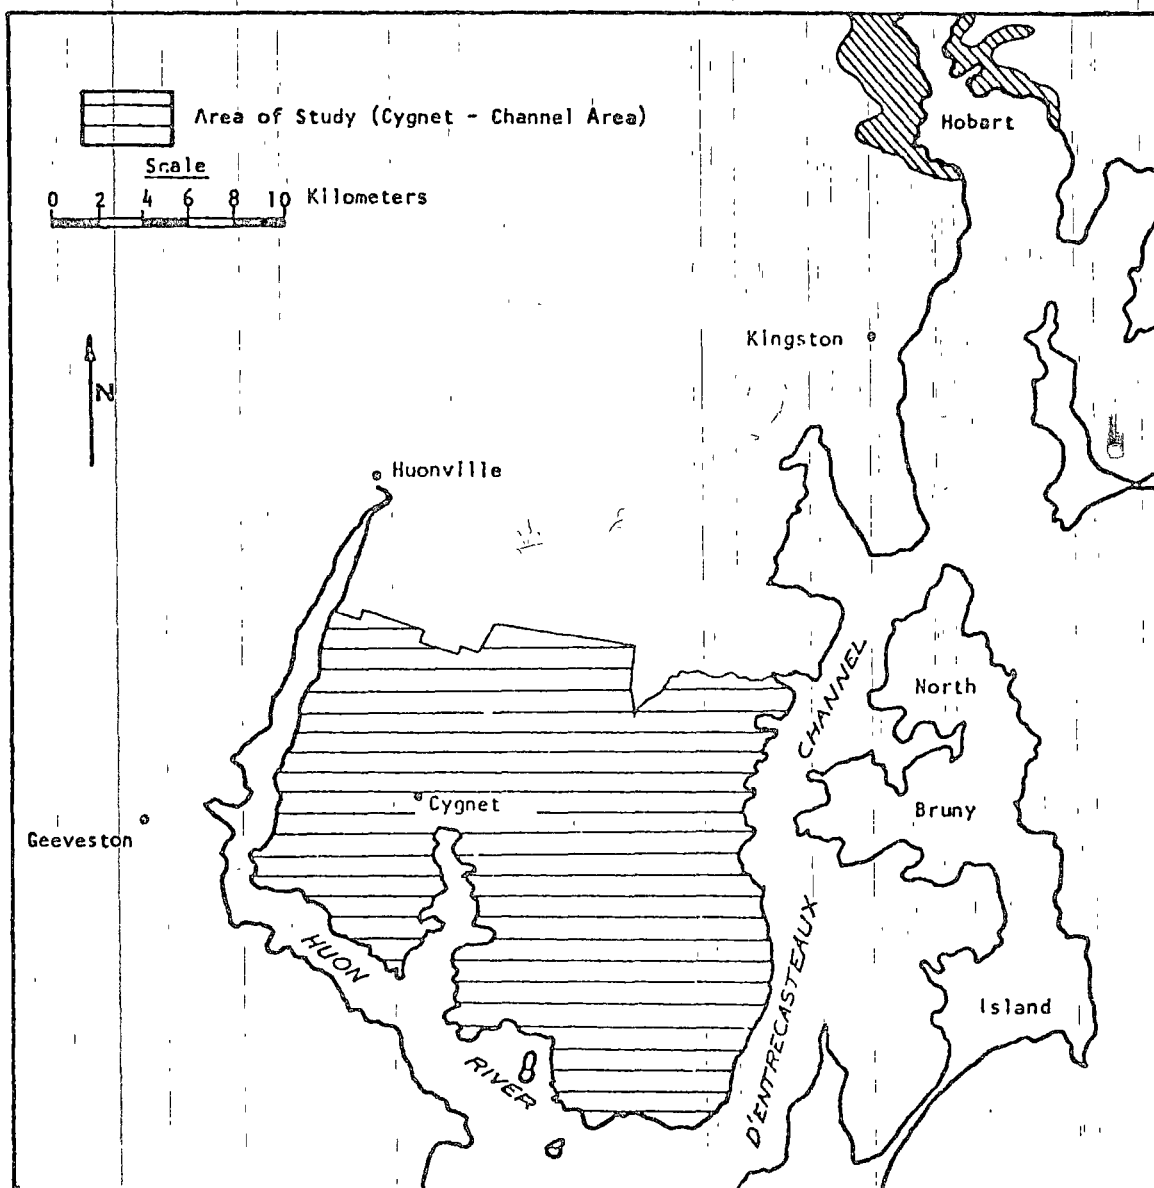 Area of Study (Cygnet - Channel Area)
Scale
0 2 4 6 8 10 Kilometers
Hobart
Kingston
N
Huonville
CHANNEL
North
Cygnet
Bruny
Geeveston
HUON
D'ENTRECASTEAUX
Island
RIVER